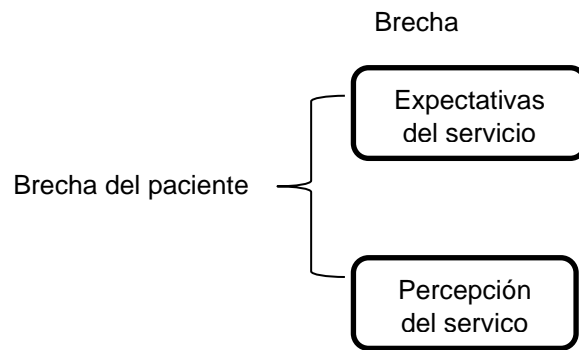 Brecha
Expectativas
del servicio
Brecha del paciente
Percepción
del servico